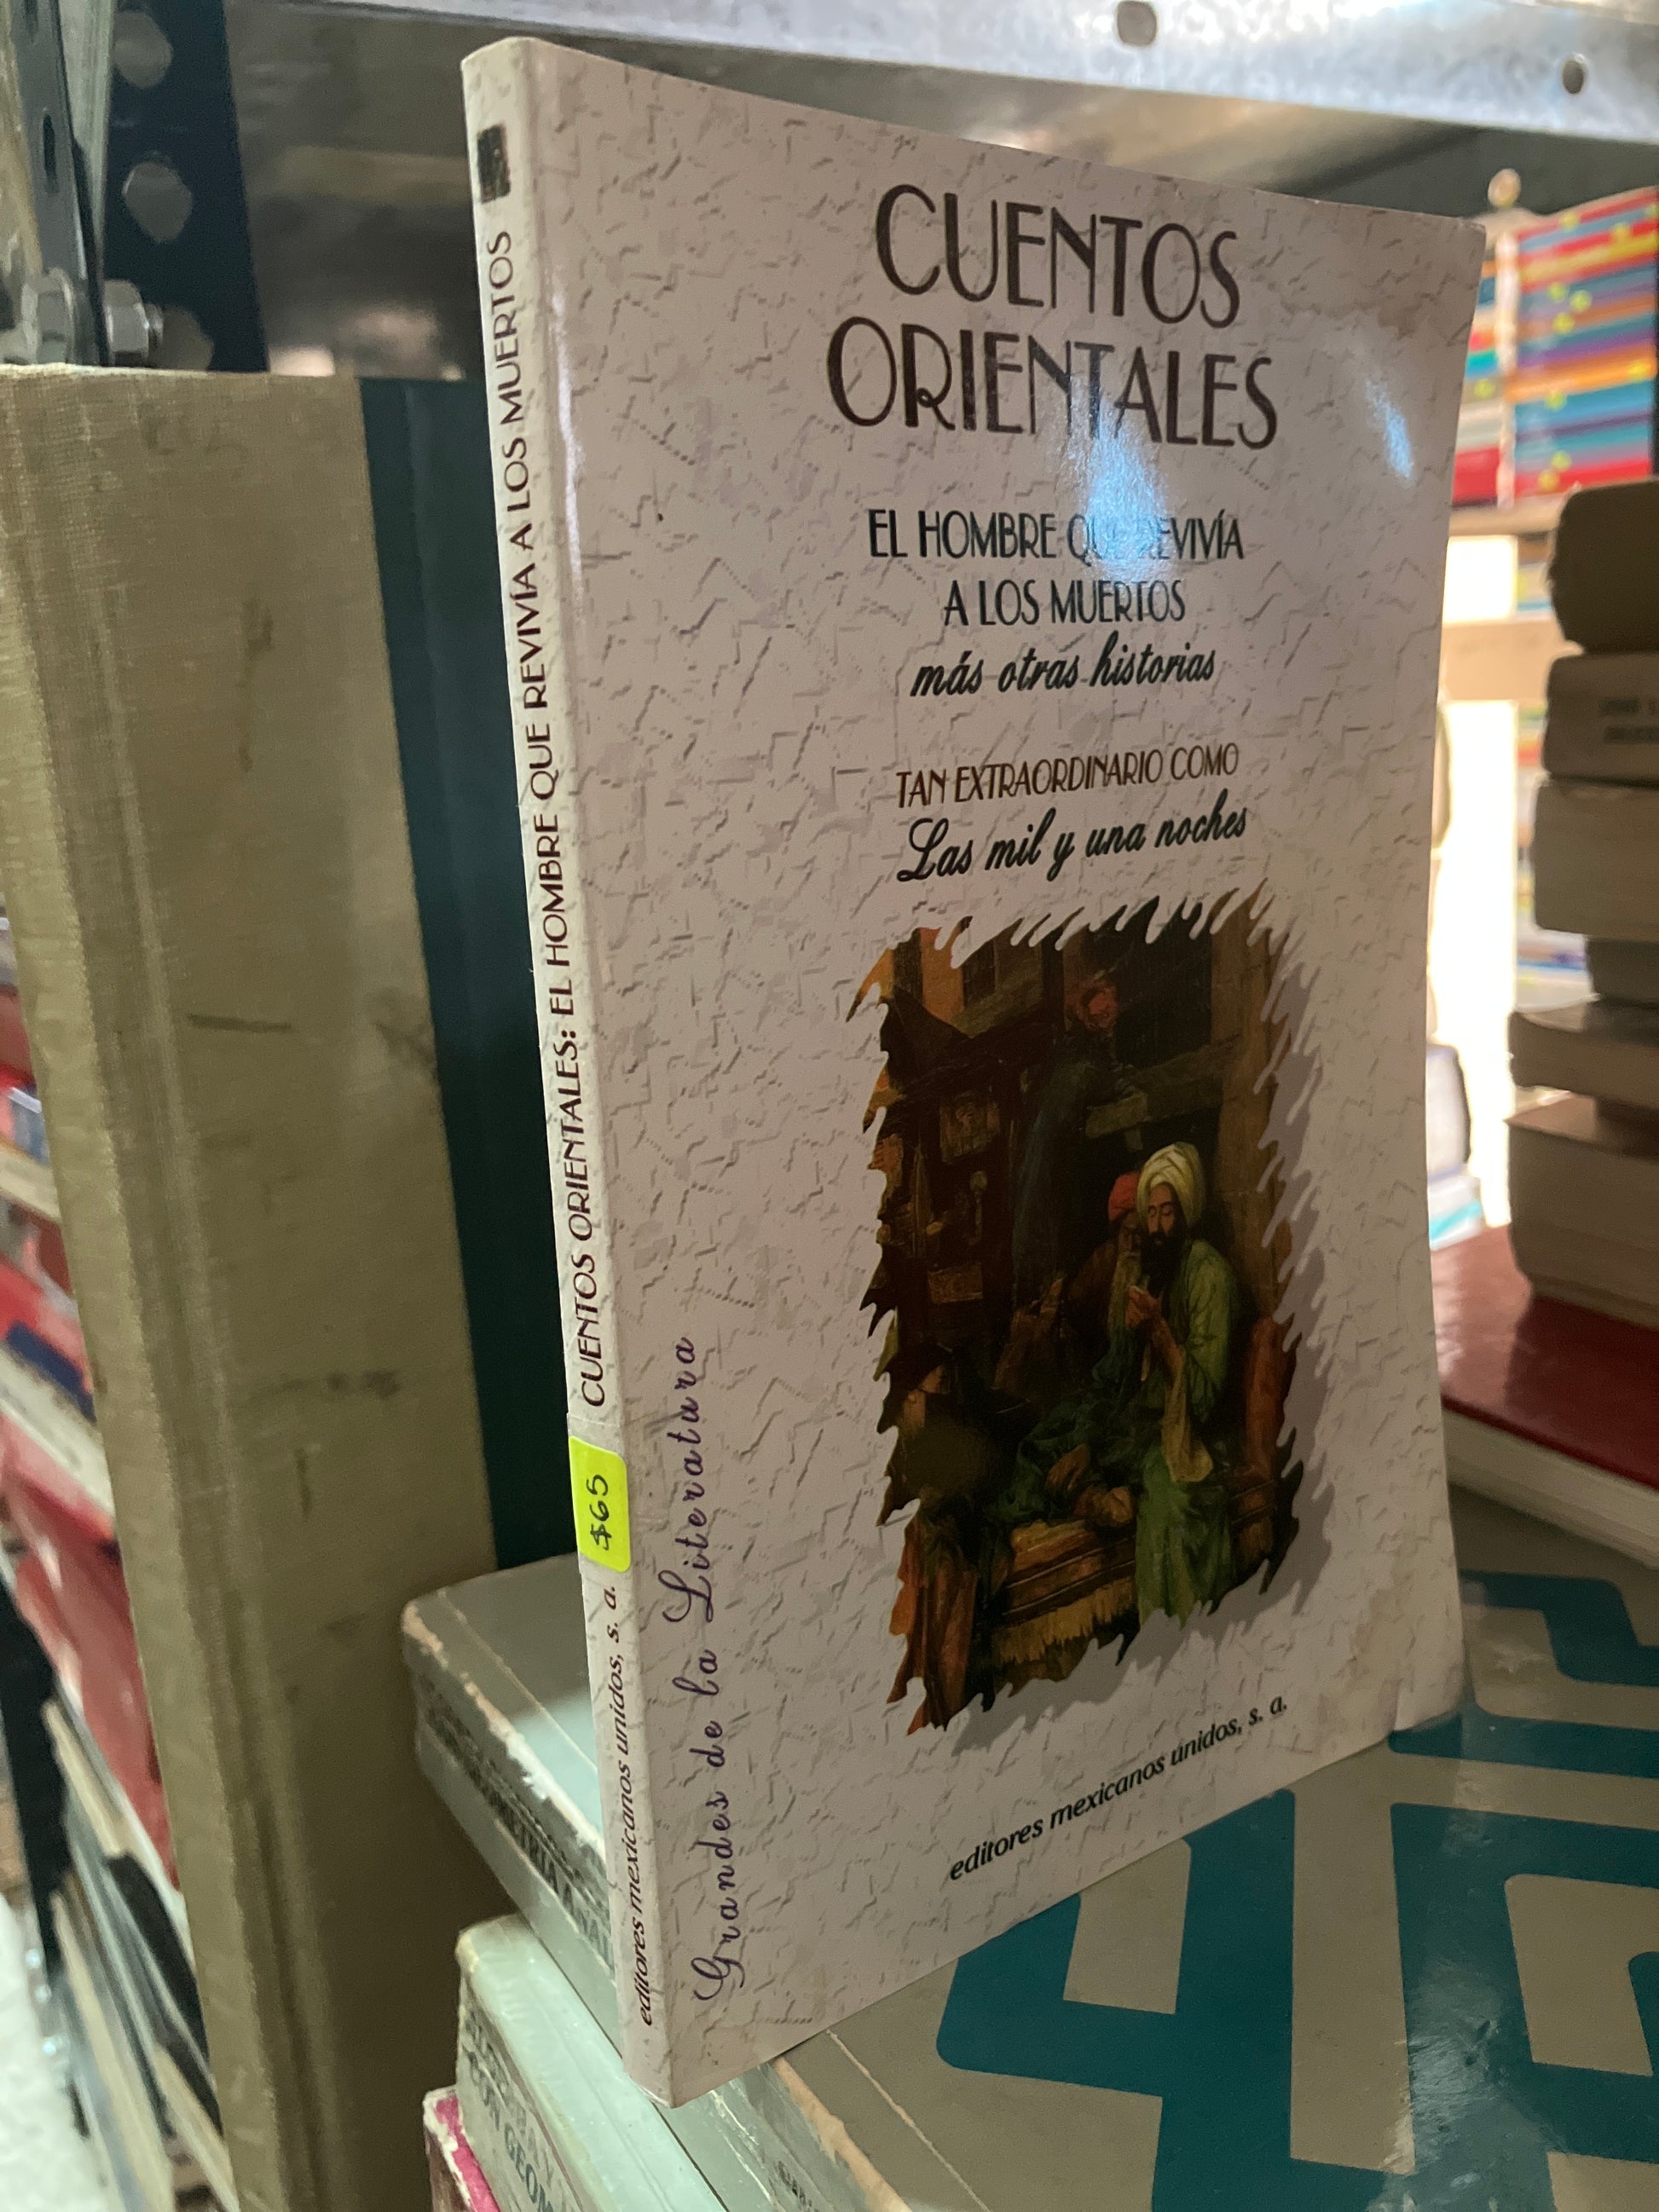 CUENTOS
ORIENTALES
EL HOMBRE QUE REVIVÍA
A LOS MUERTOS
más otras historias
TAN EXTRAORDINARIO COMO
Las mil y una noches
editores mexicanos unidos, s. a.
Grandes de la Literatura
CUENTOS ORIENTALES: EL HOMBRE QUE REVIVÍA A LOS MUERTOS
$65
editores mexicanos unidos, s. a.